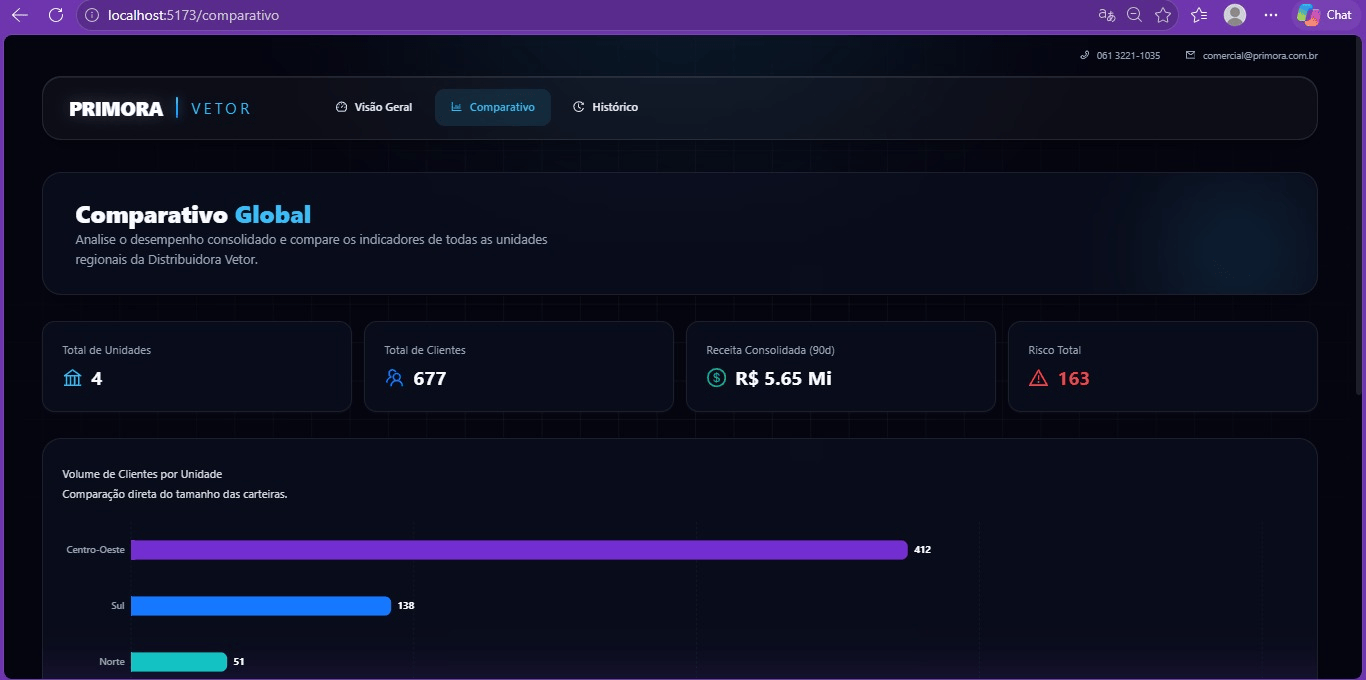 localhost:5173/comparativo
Chat
061 3221-1035 comercial@primora.com.br
PRIMORA | VETOR Visão Geral Comparativo Histórico
Comparativo Global
Analise o desempenho consolidado e compare os indicadores de todas as unidades
regionais da Distribuidora Vetor.
Total de Unidades
4
Total de Clientes
677
Receita Consolidada (90d)
R$ 5.65 Mi
Risco Total
163
Volume de Clientes por Unidade
Comparação direta do tamanho das carteiras.
Centro-Oeste 412
Sul 138
Norte 51